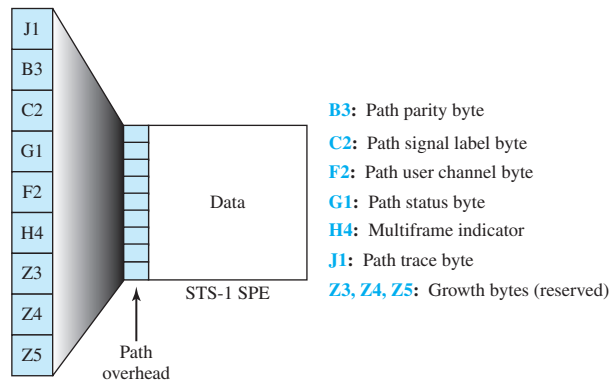 J1
B3
C2
G1
F2
H4
Z3
Z4
Z5
Data
STS-1 SPE
Path
overhead
B3: Path parity byte
C2: Path signal label byte
F2: Path user channel byte
G1: Path status byte
H4: Multiframe indicator
J1: Path trace byte
Z3, Z4, Z5: Growth bytes (reserved)